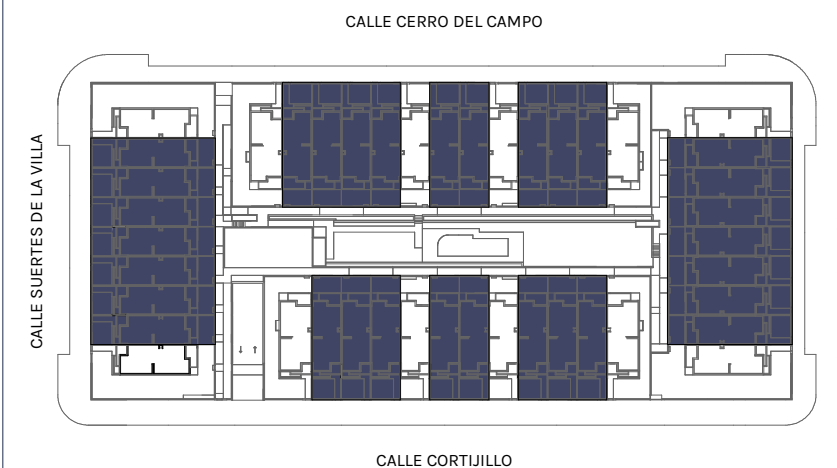 CALLE CERRO DEL CAMPO
CALLE SUERTES DE LA VILLA
CALLE CORTIJILLO